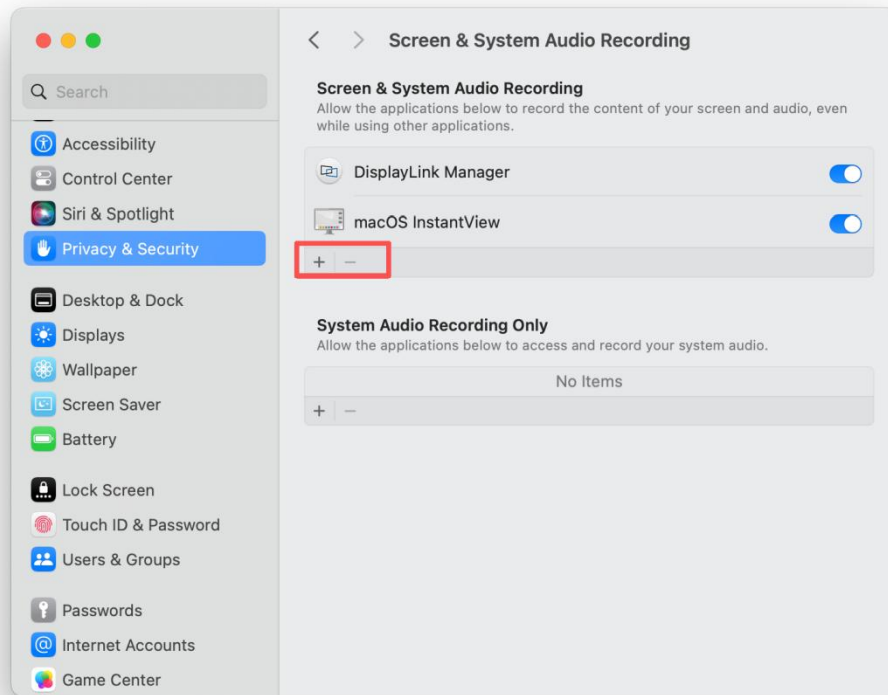 Screen & System Audio Recording
Search
Accessibility
Control Center
Siri & Spotlight
Privacy & Security
Desktop & Dock
Displays
Wallpaper
Screen Saver
Battery
Lock Screen
Touch ID & Password
Users & Groups
Passwords
Internet Accounts
Game Center
Screen & System Audio Recording
Allow the applications below to record the content of your screen and audio, even
while using other applications.
DisplayLink Manager
macOS InstantView
+ −
System Audio Recording Only
Allow the applications below to access and record your system audio.
No Items
+ −